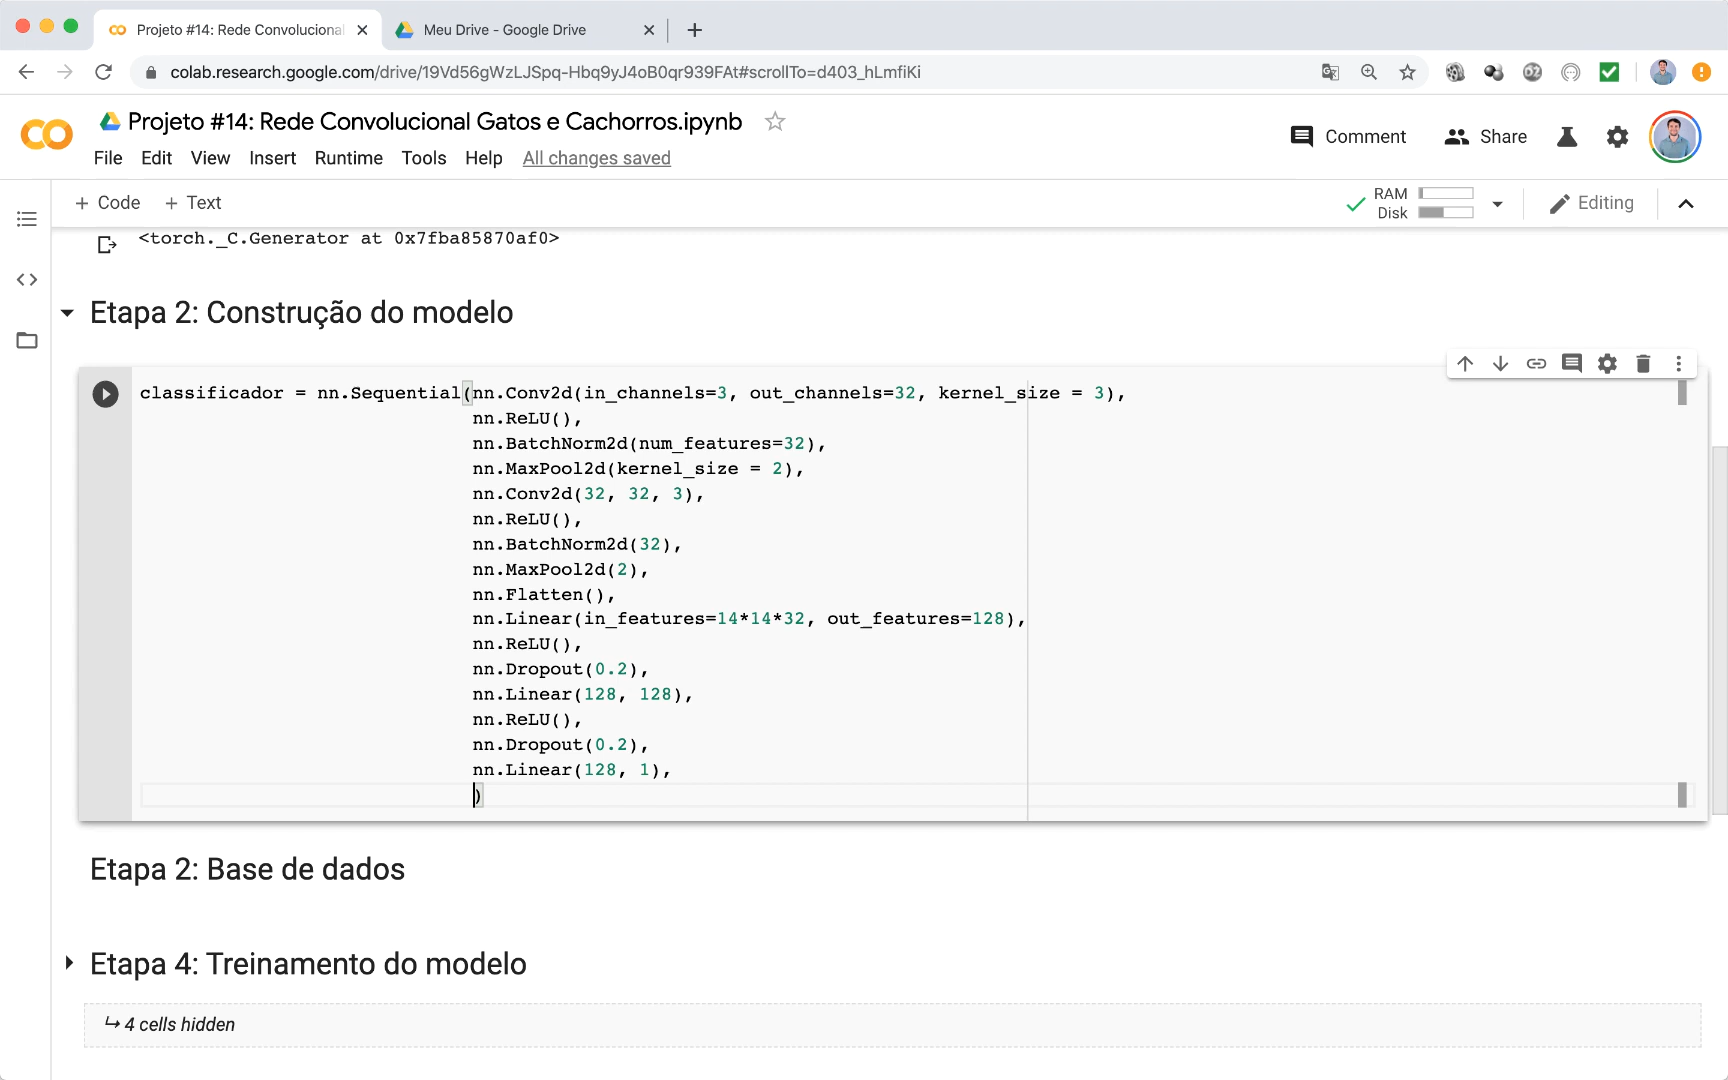 Projeto #14: Rede Convolucional
Meu Drive - Google Drive
colab.research.google.com/drive/19Vd56gWzLJSpq-Hbq9yJ4oB0qr939FAt#scrollTo=d403_hLmfiKi
Projeto #14: Rede Convolucional Gatos e Cachorros.ipynb
Comment Share
File Edit View Insert Runtime Tools Help All changes saved
+ Code + Text
RAM
Disk
Editing
<torch._C.Generator at 0x7fba85870af0>
Etapa 2: Construção do modelo
classificador = nn.Sequential(nn.Conv2d(in_channels=3, out_channels=32, kernel_size = 3),
nn.ReLU(),
nn.BatchNorm2d(num_features=32),
nn.MaxPool2d(kernel_size = 2),
nn.Conv2d(32, 32, 3),
nn.ReLU(),
nn.BatchNorm2d(32),
nn.MaxPool2d(2),
nn.Flatten(),
nn.Linear(in_features=14*14*32, out_features=128),
nn.ReLU(),
nn.Dropout(0.2),
nn.Linear(128, 128),
nn.ReLU(),
nn.Dropout(0.2),
nn.Linear(128, 1),
)
Etapa 2: Base de dados
Etapa 4: Treinamento do modelo
4 cells hidden